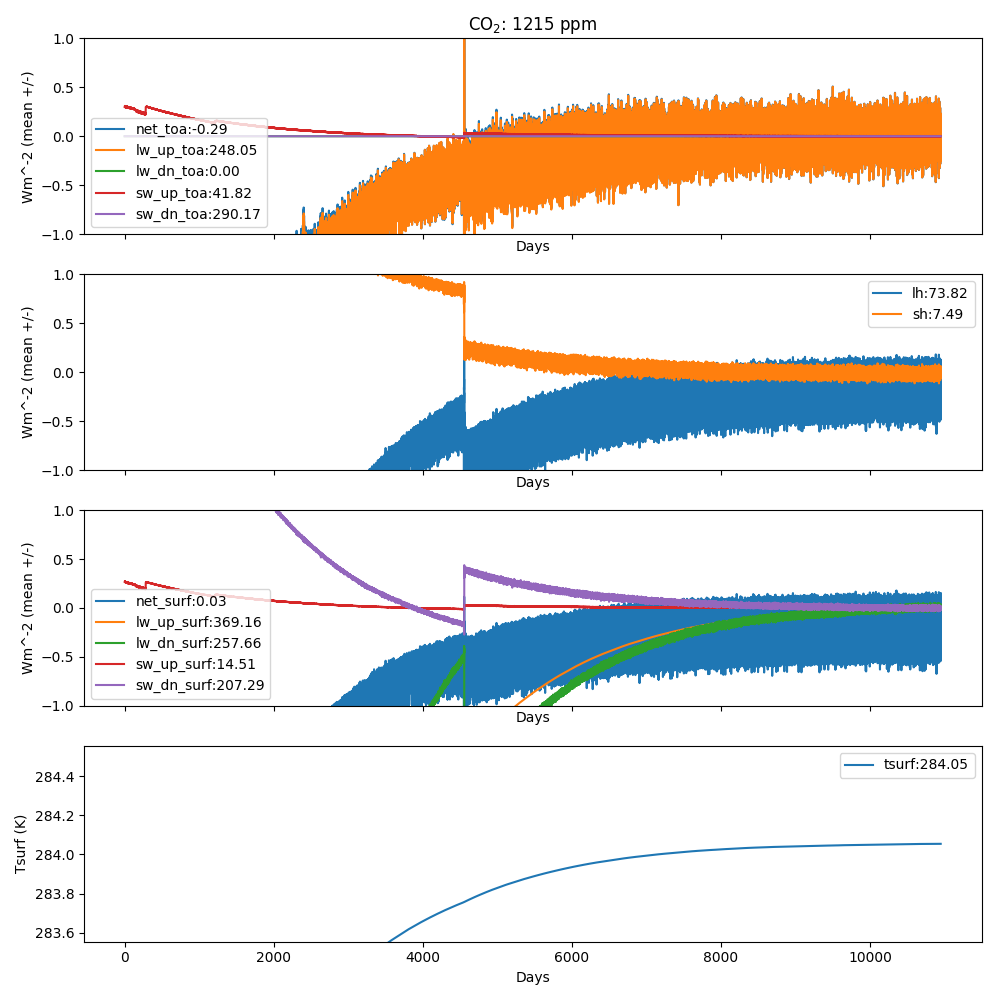 CO₂: 1215 ppm
1.0
0.5
0.0
−0.5
−1.0
Wm^-2 (mean +/-)
net_toa:-0.29
lw_up_toa:248.05
lw_dn_toa:0.00
sw_up_toa:41.82
sw_dn_toa:290.17
Days
1.0
0.5
0.0
−0.5
−1.0
Wm^-2 (mean +/-)
lh:73.82
sh:7.49
Days
1.0
0.5
0.0
−0.5
−1.0
Wm^-2 (mean +/-)
net_surf:0.03
lw_up_surf:369.16
lw_dn_surf:257.66
sw_up_surf:14.51
sw_dn_surf:207.29
Days
284.4
284.2
284.0
283.8
283.6
Tsurf (K)
tsurf:284.05
0 2000 4000 6000 8000 10000
Days